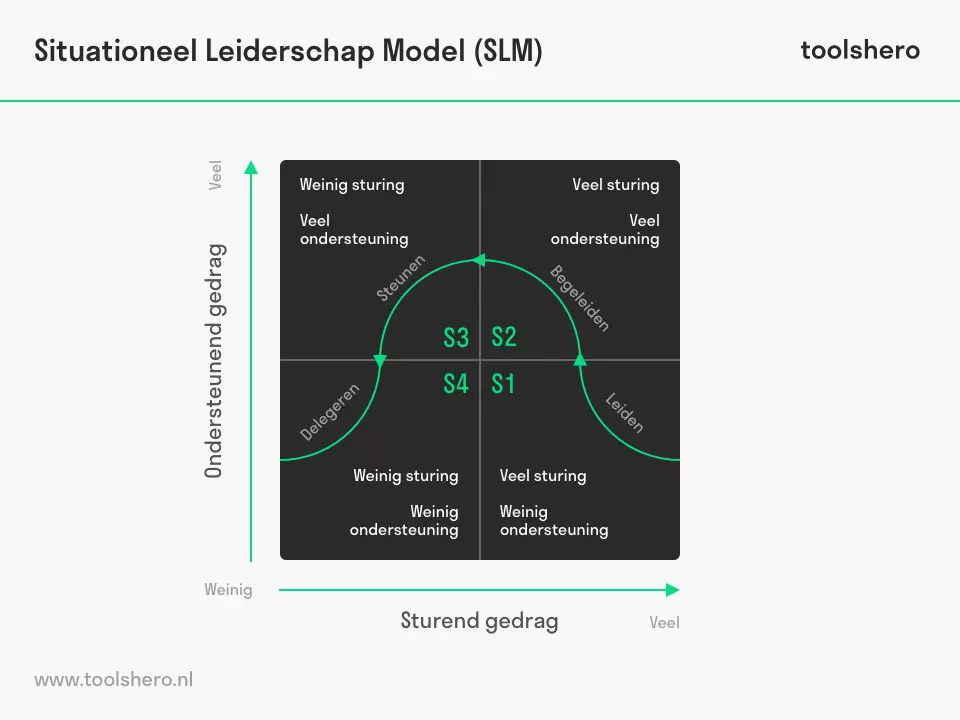 Situationeel Leiderschap Model (SLM)
toolshero
Veel
Ondersteunend gedrag
Weinig sturing
Veel
ondersteuning
Veel sturing
Veel
ondersteuning
Steunen
Begeleiden
S3
S2
S4
S1
Delegeren
Leiden
Weinig sturing
Weinig
ondersteuning
Veel sturing
Weinig
ondersteuning
Weinig
Sturend gedrag
Veel
www.toolshero.nl